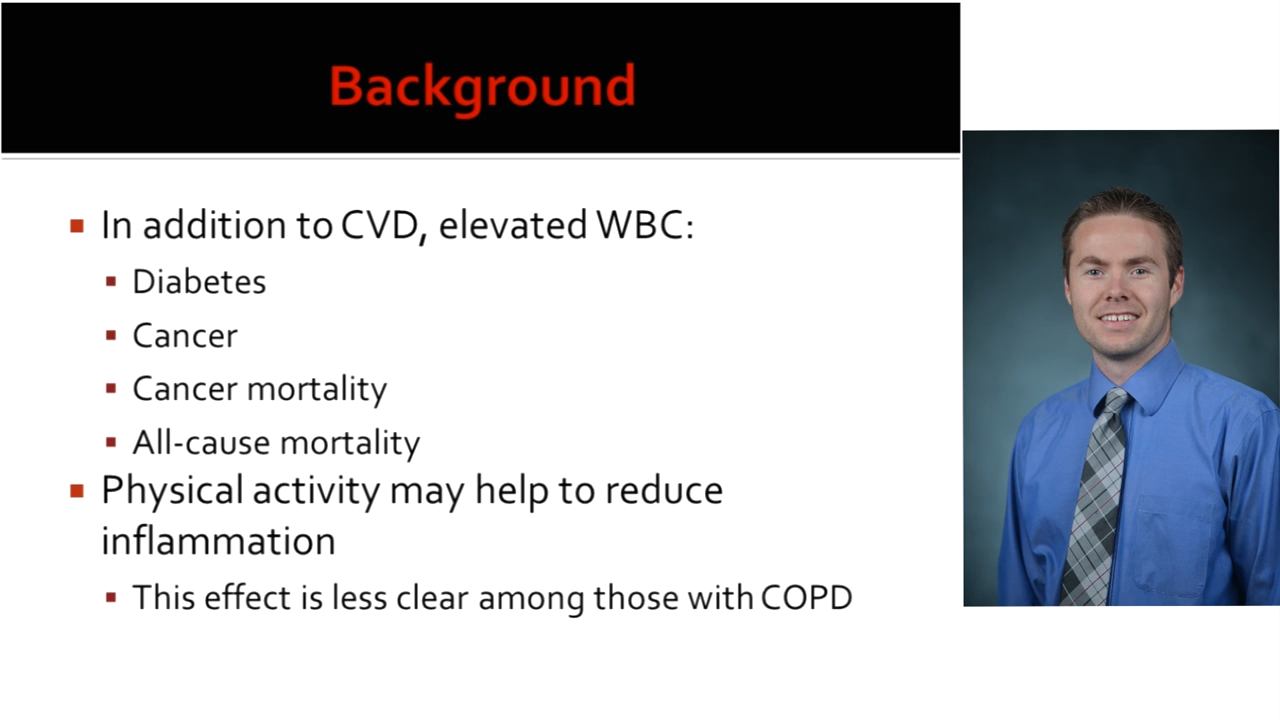 Background
In addition to CVD, elevated WBC:
Diabetes
Cancer
Cancer mortality
All-cause mortality
Physical activity may help to reduce
inflammation
This effect is less clear among those with COPD